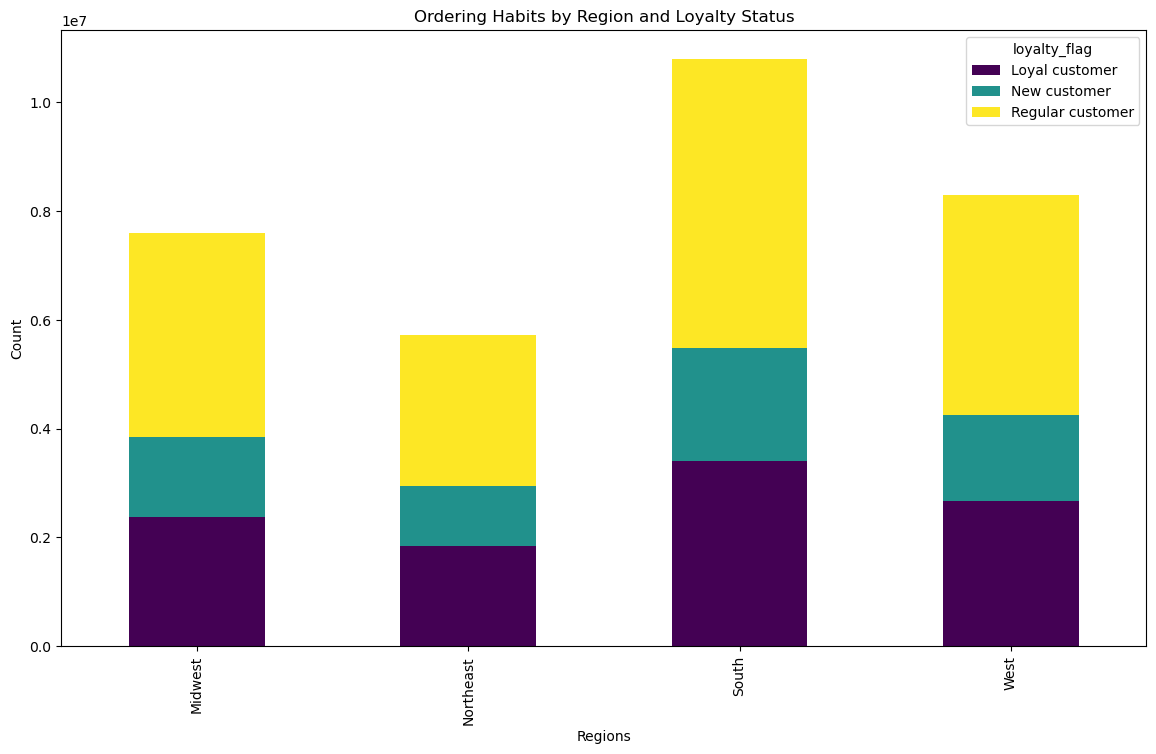 Ordering Habits by Region and Loyalty Status
1e7
loyalty_flag
Loyal customer
New customer
Regular customer
1.0
0.8
0.6
0.4
0.2
0.0
Count
Midwest
Northeast
South
West
Regions